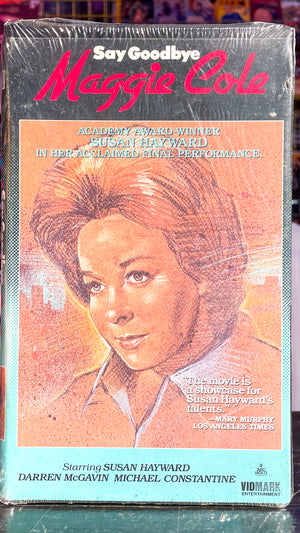 Say Goodbye
Maggie Cole
ACADEMY AWARD WINNER
SUSAN HAYWARD
IN HER ACCLAIMED FINAL PERFORMANCE.
"The movie is
a showcase for
Susan Hayward's
talents."
—MARY MURPHY
LOS ANGELES TIMES
Starring SUSAN HAYWARD
DARREN McGAVIN MICHAEL CONSTANTINE
VIDMARK
ENTERTAINMENT